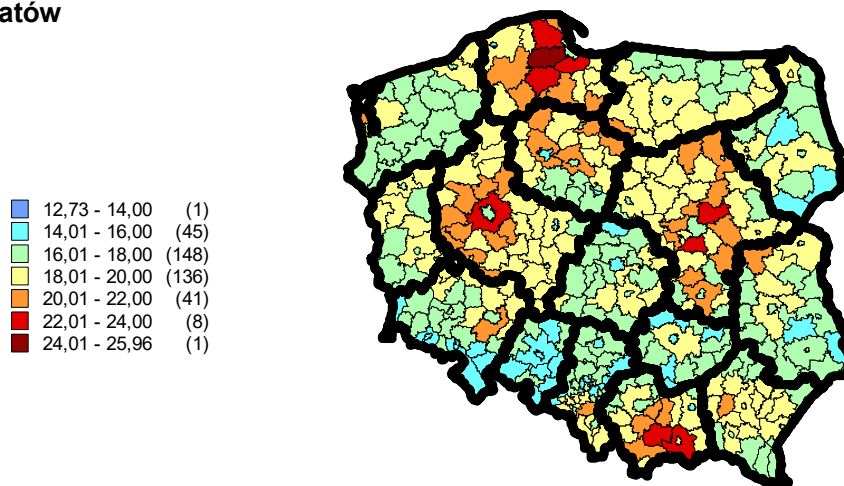 atów
12,73 - 14,00 (1)
14,01 - 16,00 (45)
16,01 - 18,00 (148)
18,01 - 20,00 (136)
20,01 - 22,00 (41)
22,01 - 24,00 (8)
24,01 - 25,96 (1)